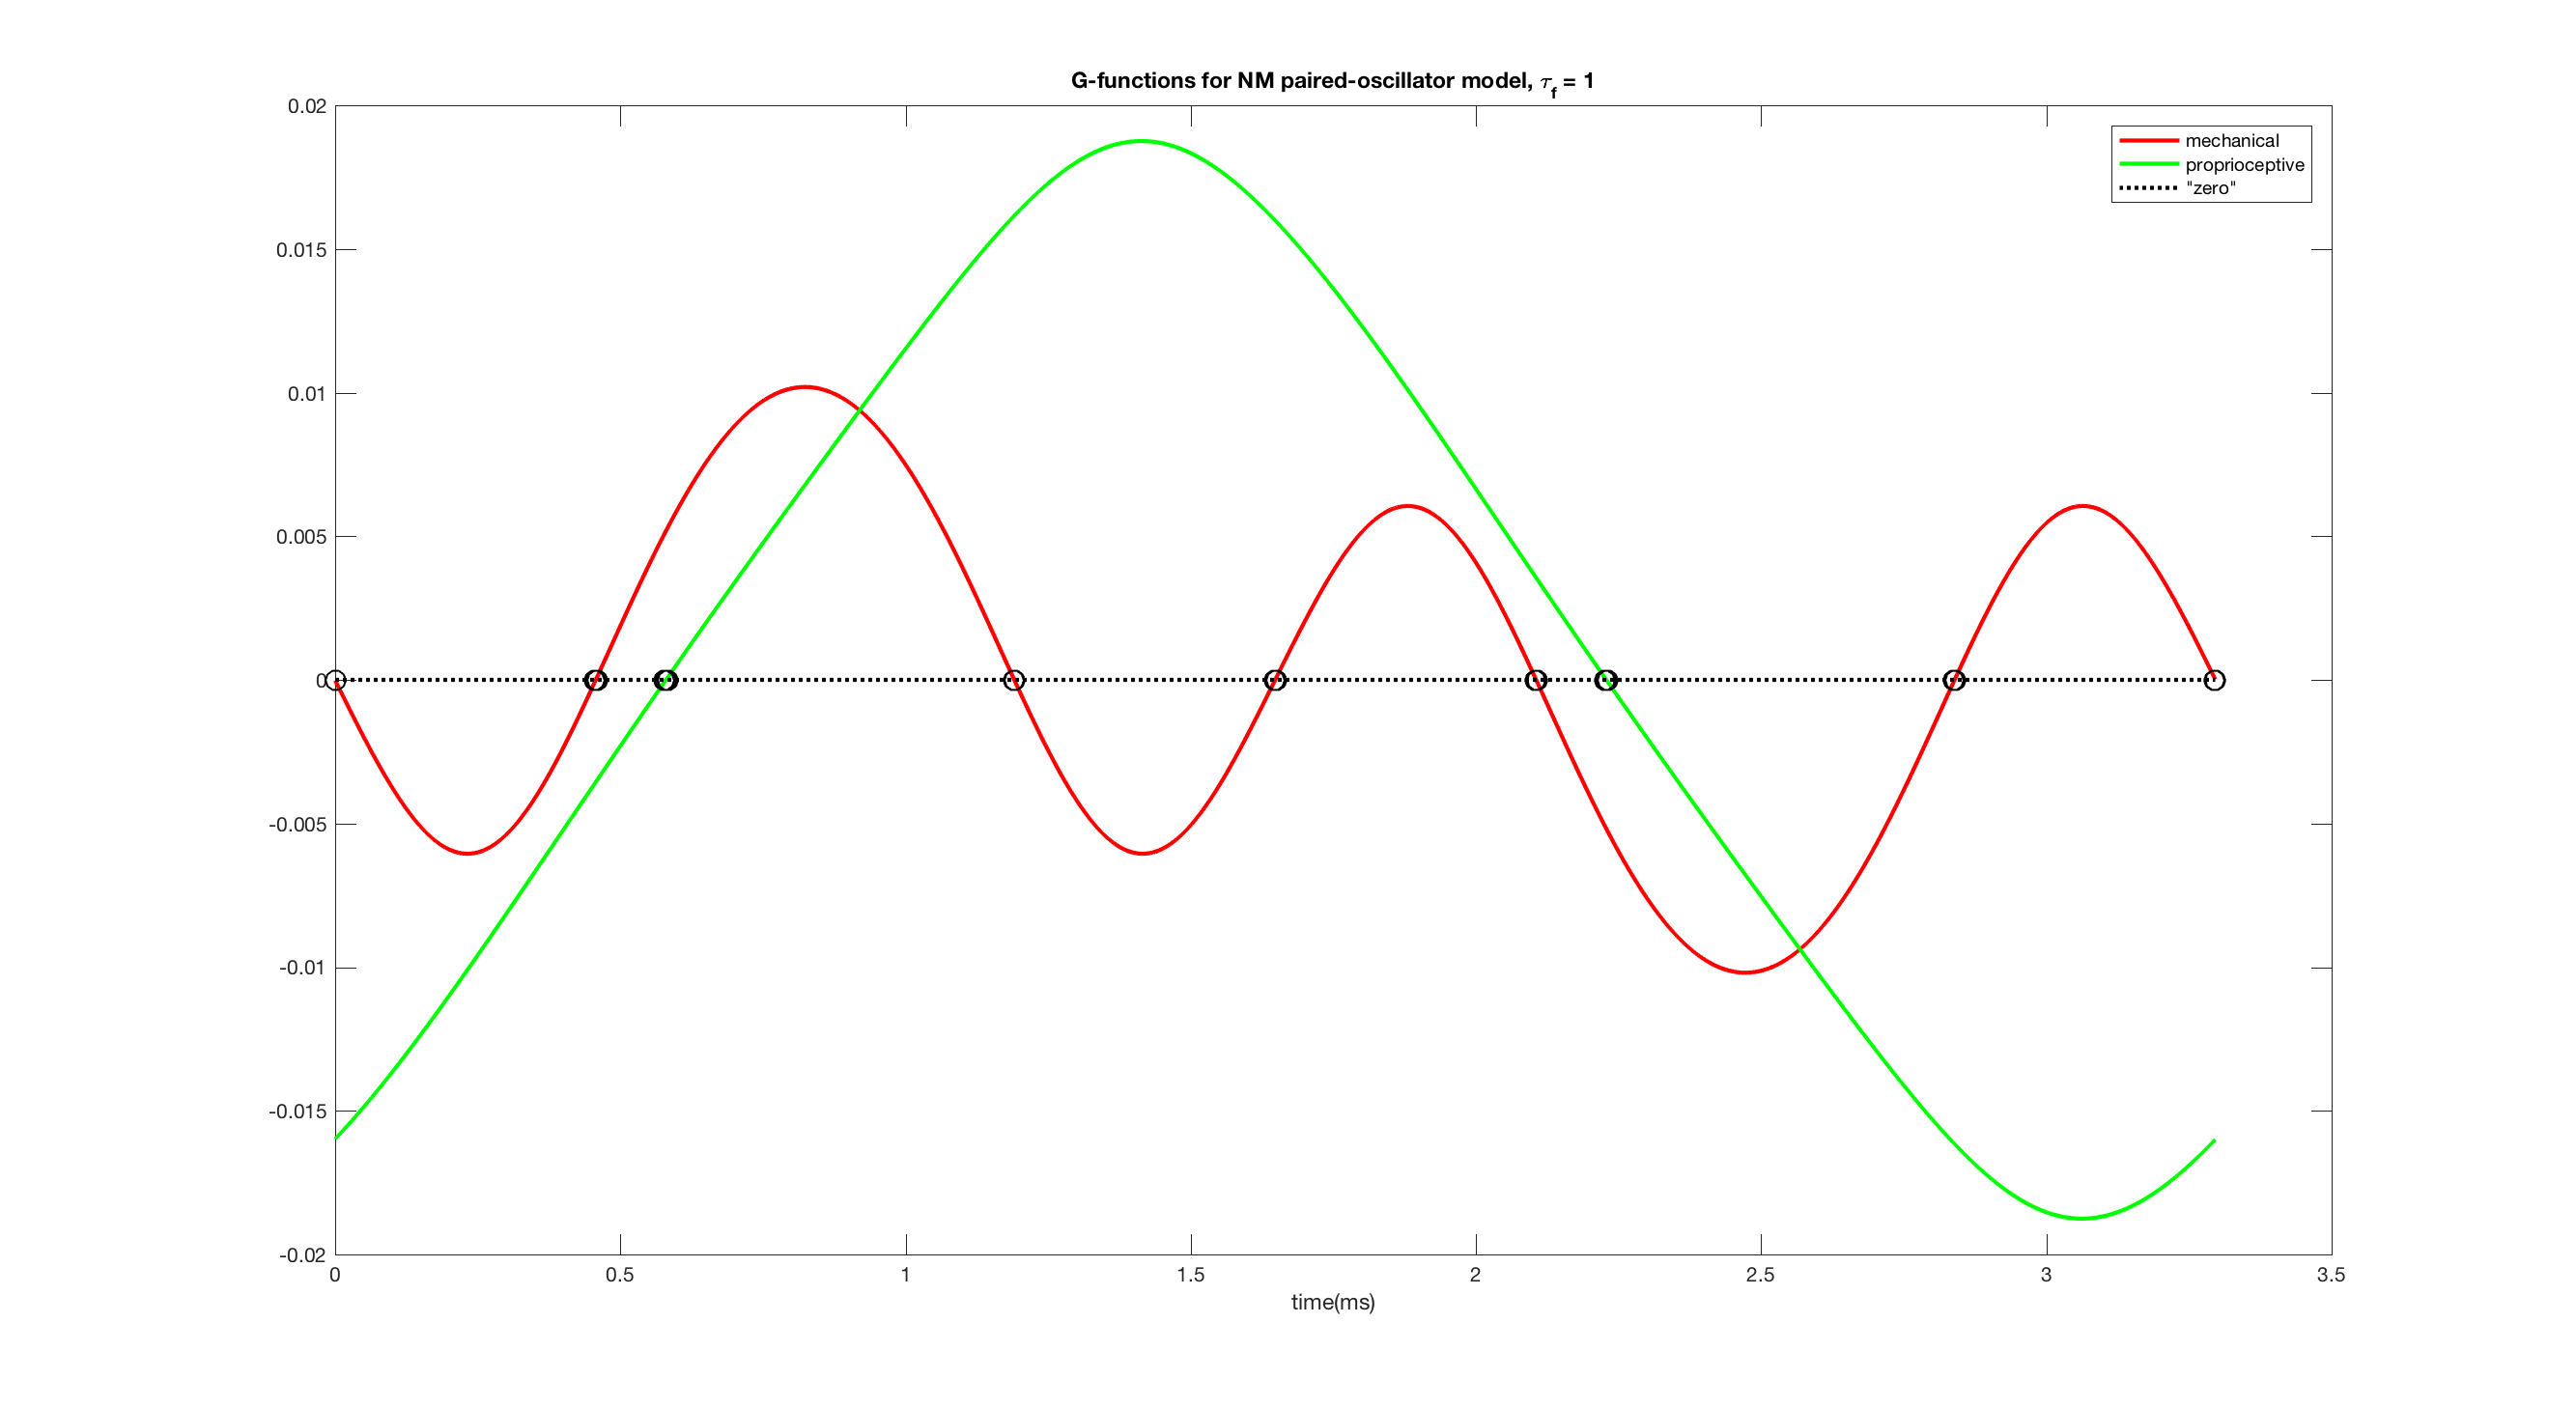 G-functions for NM paired-oscillator model, τf = 1
0.02
0.015
0.01
0.005
0
-0.005
-0.01
-0.015
-0.02
0 0.5 1 1.5 2 2.5 3 3.5
time(ms)
mechanical
proprioceptive
"zero"